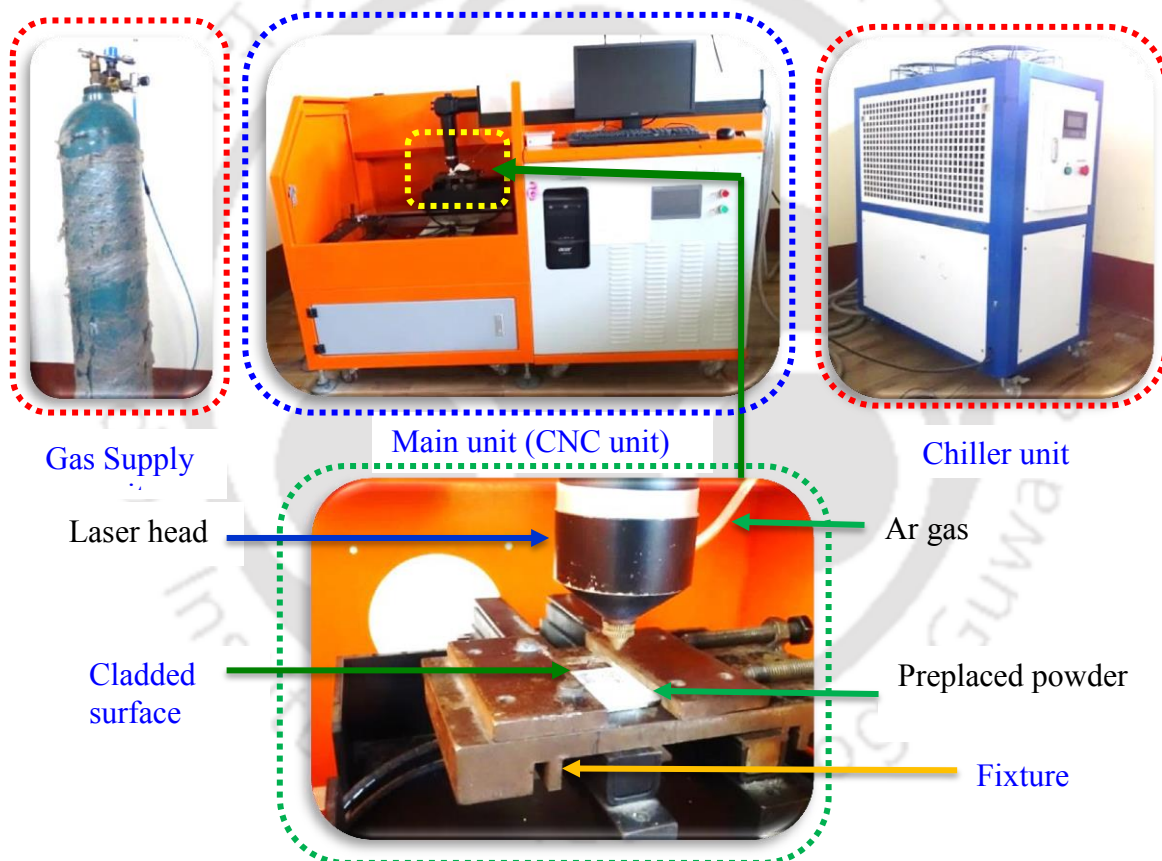 Gas Supply
Main unit (CNC unit)
Chiller unit
Laser head
Ar gas
Cladded
surface
Preplaced powder
Fixture